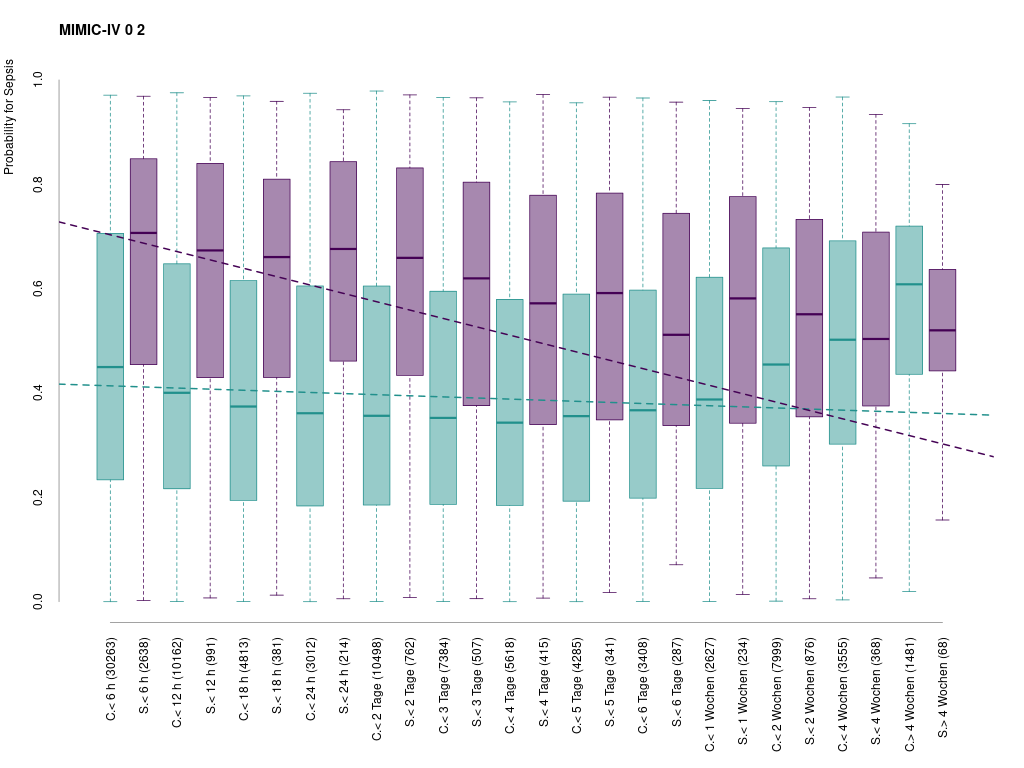 MIMIC-IV 0 2
Probability for Sepsis
1.0
0.8
0.6
0.4
0.2
0.0
C.< 6 h (30263)
S.< 6 h (2638)
C.< 12 h (10162)
S.< 12 h (991)
C.< 18 h (4813)
S.< 18 h (381)
C.< 24 h (3012)
S.< 24 h (214)
C.< 2 Tage (10498)
S.< 2 Tage (762)
C.< 3 Tage (7384)
S.< 3 Tage (507)
C.< 4 Tage (5618)
S.< 4 Tage (415)
C.< 5 Tage (4285)
S.< 5 Tage (341)
C.< 6 Tage (3408)
S.< 6 Tage (287)
C.< 1 Wochen (2627)
S.< 1 Wochen (234)
C.< 2 Wochen (7999)
S.< 2 Wochen (876)
C.< 4 Wochen (3555)
S.< 4 Wochen (368)
C.> 4 Wochen (1481)
S.> 4 Wochen (68)